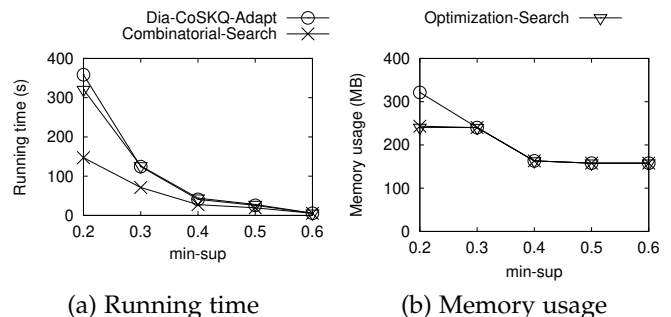 Dia-CoSKQ-Adapt
Combinatorial-Search
Optimization-Search
Running time (s)
400
300
200
100
0
0.2 0.3 0.4 0.5 0.6
min-sup
(a) Running time
Memory usage (MB)
400
300
200
100
0
0.2 0.3 0.4 0.5 0.6
min-sup
(b) Memory usage